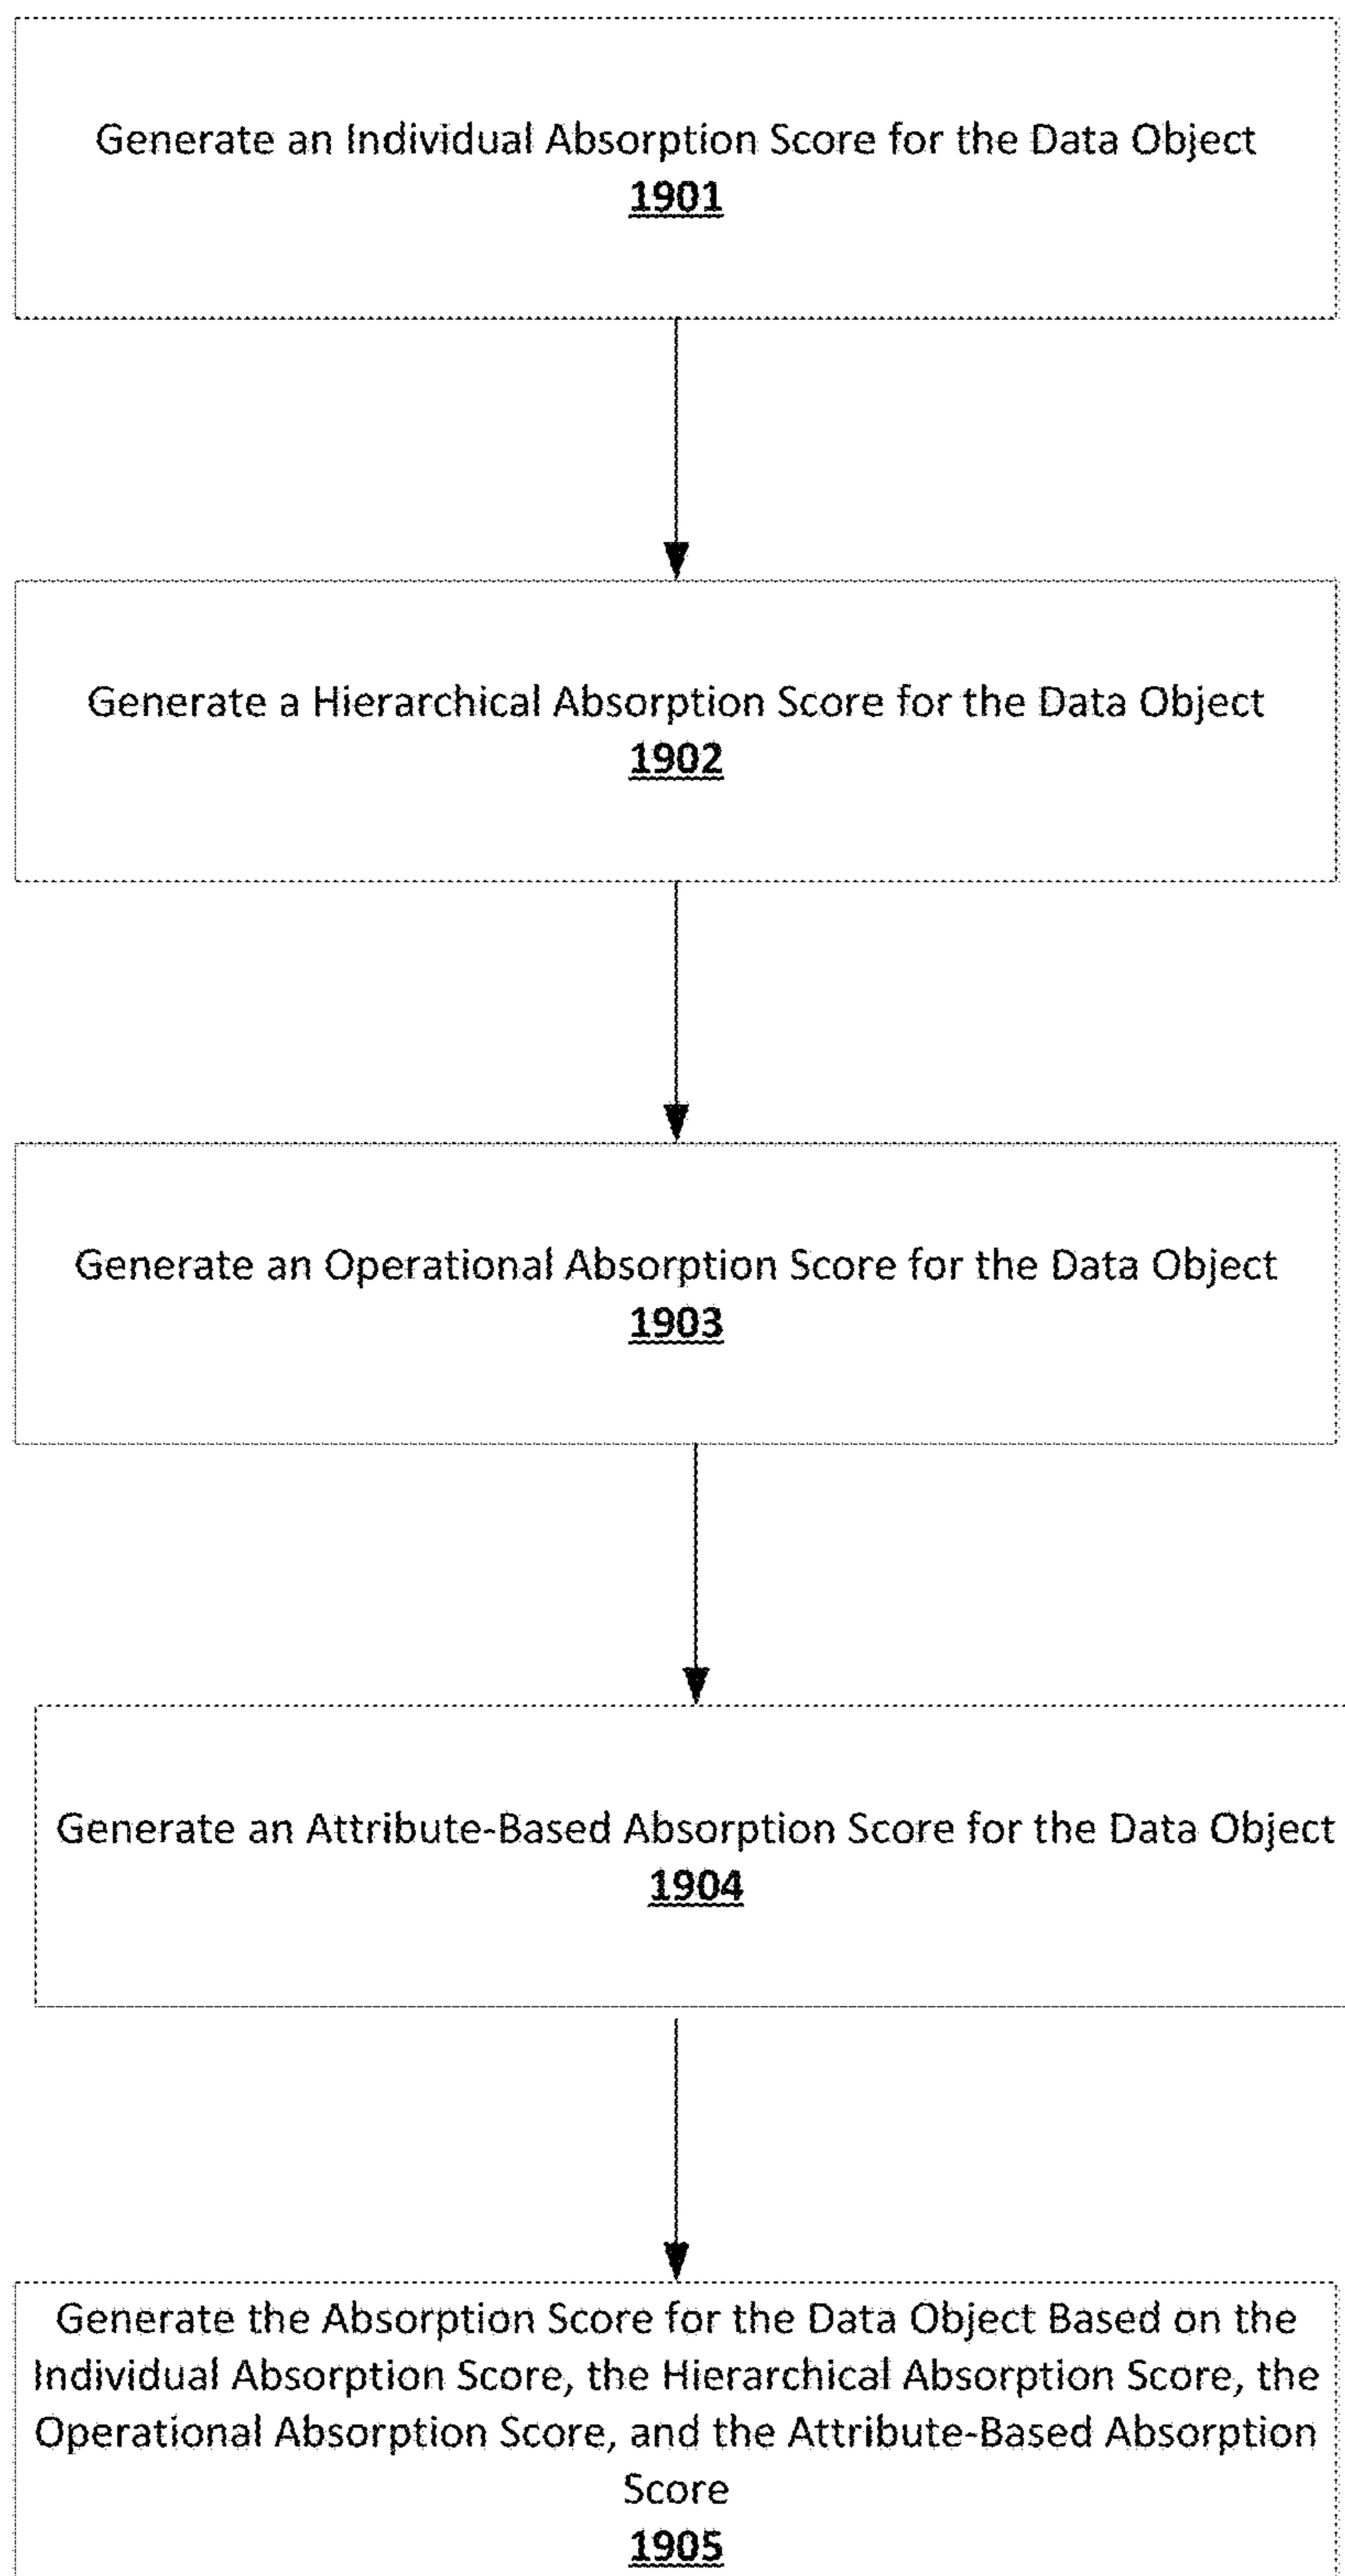 Generate an Individual Absorption Score for the Data Object
1901
Generate a Hierarchical Absorption Score for the Data Object
1902
Generate an Operational Absorption Score for the Data Object
1903
Generate an Attribute-Based Absorption Score for the Data Object
1904
Generate the Absorption Score for the Data Object Based on the
Individual Absorption Score, the Hierarchical Absorption Score, the
Operational Absorption Score, and the Attribute-Based Absorption
Score
1905